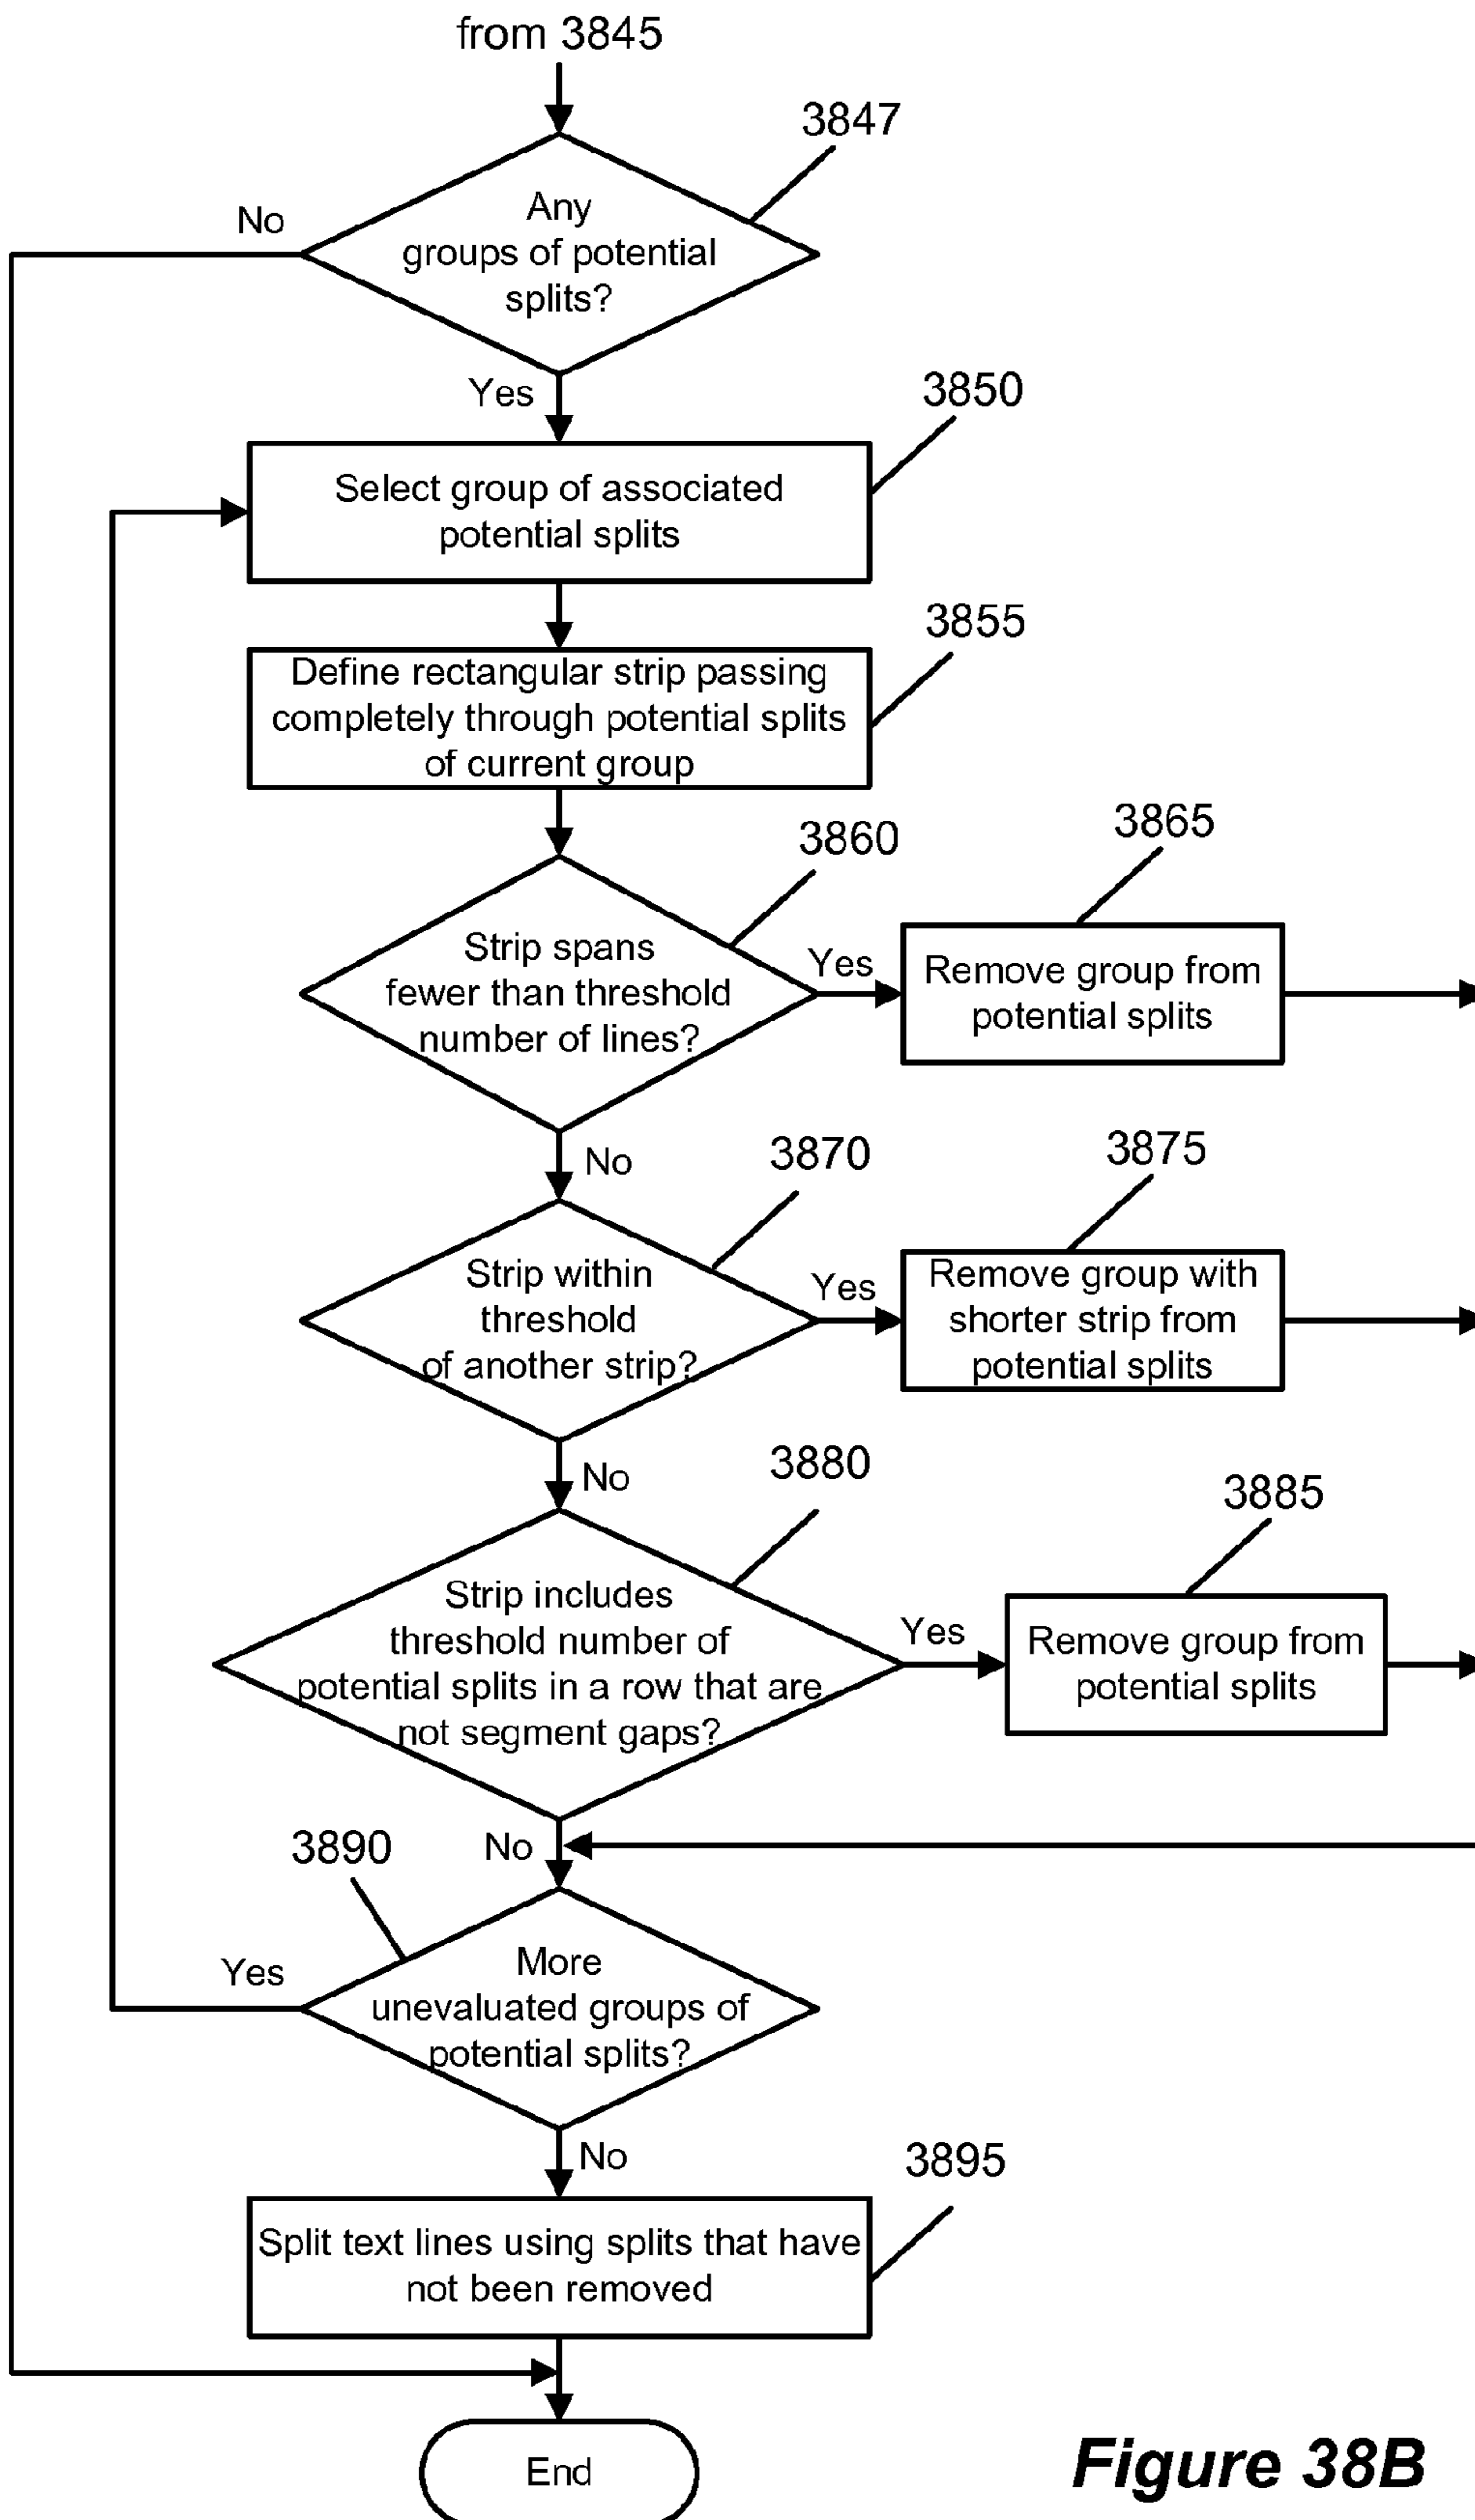 from 3845
3847
No
Any
groups of potential
splits?
Yes
3850
Select group of associated
potential splits
3855
Define rectangular strip passing
completely through potential splits
of current group
3860
3865
Strip spans
fewer than threshold
number of lines?
Yes
Remove group from
potential splits
No
3870
3875
Strip within
threshold
of another strip?
Yes
Remove group with
shorter strip from
potential splits
No
3880
3885
Strip includes
threshold number of
potential splits in a row that are
not segment gaps?
Yes
Remove group from
potential splits
3890
No
Yes
More
unevaluated groups of
potential splits?
No
3895
Split text lines using splits that have
not been removed
End
Figure 38B